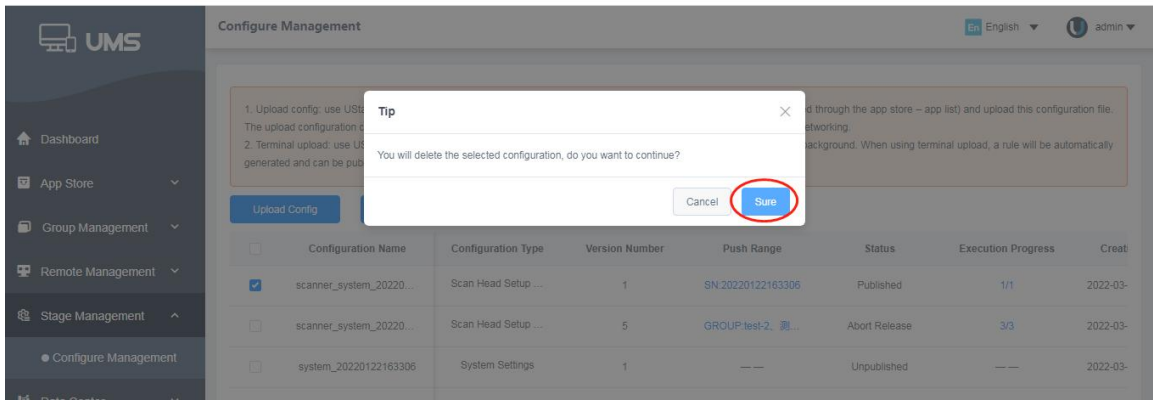 UMS
Configure Management
En English
admin
1. Upload config: use USt
d through the app store – app list) and upload this configuration file.
The upload configuration c
etworking.
2. Terminal upload: use US
ackground. When using terminal upload, a rule will be automatically
generated and can be pub
Tip
You will delete the selected configuration, do you want to continue?
Cancel
Sure
Dashboard
App Store
Group Management
Remote Management
Stage Management
Configure Management
Data Center
Upload Config
Configuration Name Configuration Type Version Number Push Range Status Execution Progress Creat
scanner_system_20220... Scan Head Setup ... 1 SN:20220122163306 Published 1/1 2022-03-
scanner_system_20220... Scan Head Setup ... 5 GROUP:test-2、测... Abort Release 3/3 2022-03-
system_20220122163306 System Settings 1 — — Unpublished — — 2022-03-